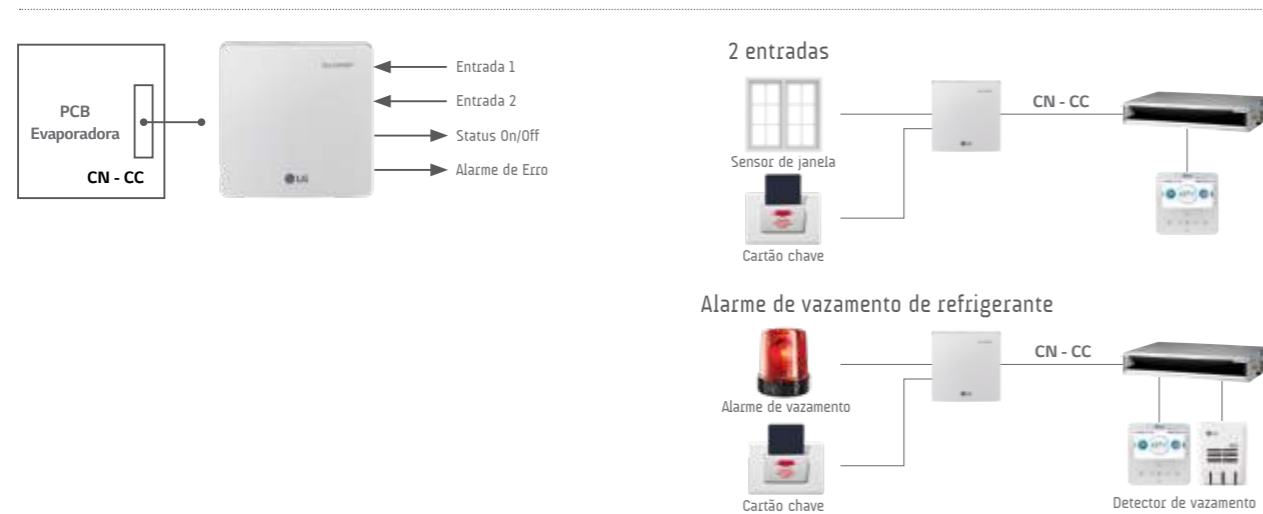 PCB
Evaporadora
CN - CC
LG
Entrada 1
Entrada 2
Status On/Off
Alarme de Erro
2 entradas
Sensor de janela
Cartão chave
CN - CC
Alarme de vazamento de refrigerante
Alarme de vazamento
Cartão chave
CN - CC
Detector de vazamento